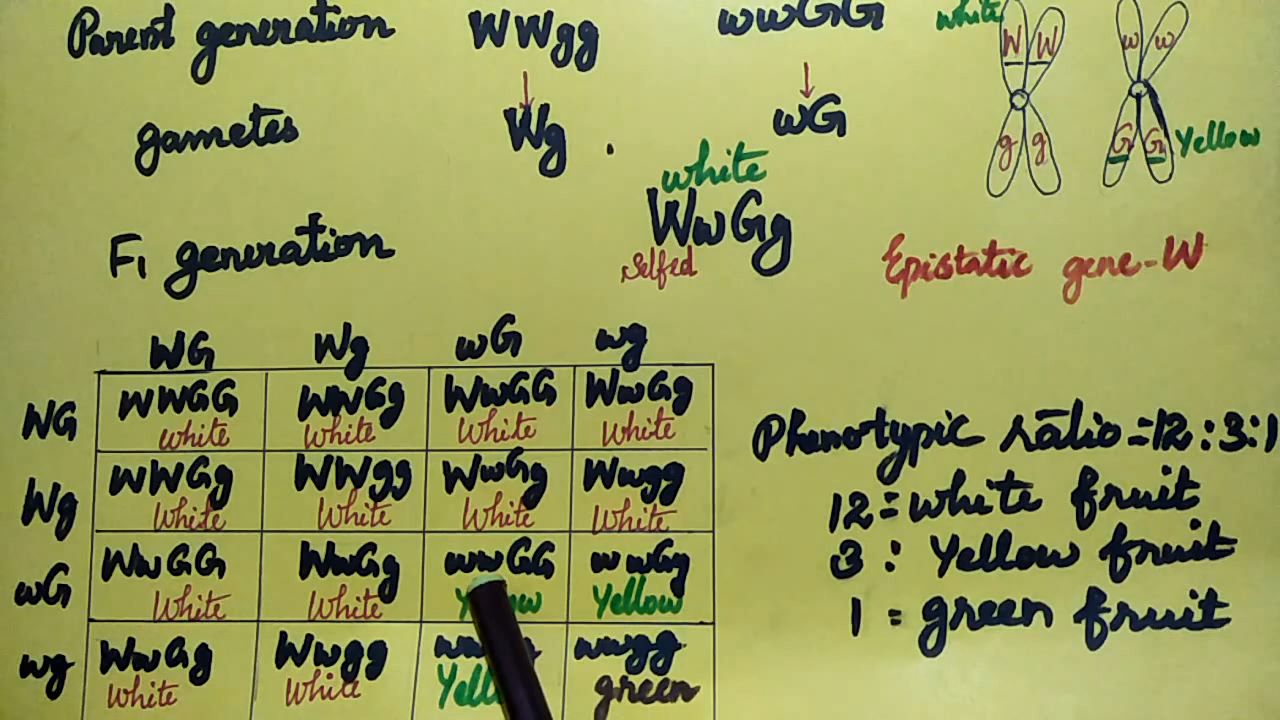 Parent generation WWgg wwGG
gametes Wg . wG
white
W W w w
g g G G Yellow
white
F1 generation WwGg
Selfed
Epistatic gene-W
WG Wg wG wg
WG WWGG WWGg WwGG WwGg
white White White White
Wg WWGg WWgg WwGg Wwgg
White White White White
wG WwGG WwGg wwGG wwGg
White White Yellow
wg WwGg Wwgg wwgg
White White green
Phenotypic ratio=12:3:1
12=white fruit
3: Yellow fruit
1 = green fruit